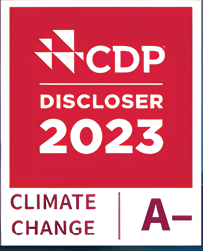 CDP
DISCLOSER
2023
CLIMATE
CHANGE
A-